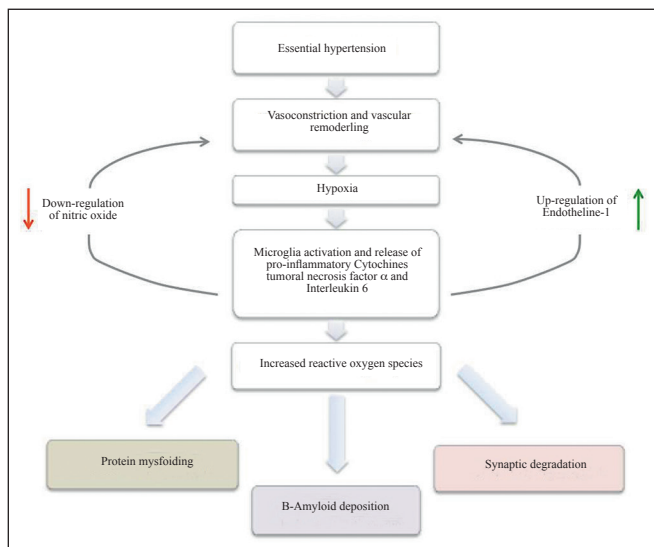 Essential hypertension
Vasoconstriction and vascular
remoderling
Hypoxia
Down-regulation
of nitric oxide
Up-regulation of
Endotheline-1
Microglia activation and release of
pro-inflammatory Cytochines
tumoral necrosis factor α and
Interleukin 6
Increased reactive oxygen species
Protein mysfoiding
Synaptic degradation
B-Amyloid deposition